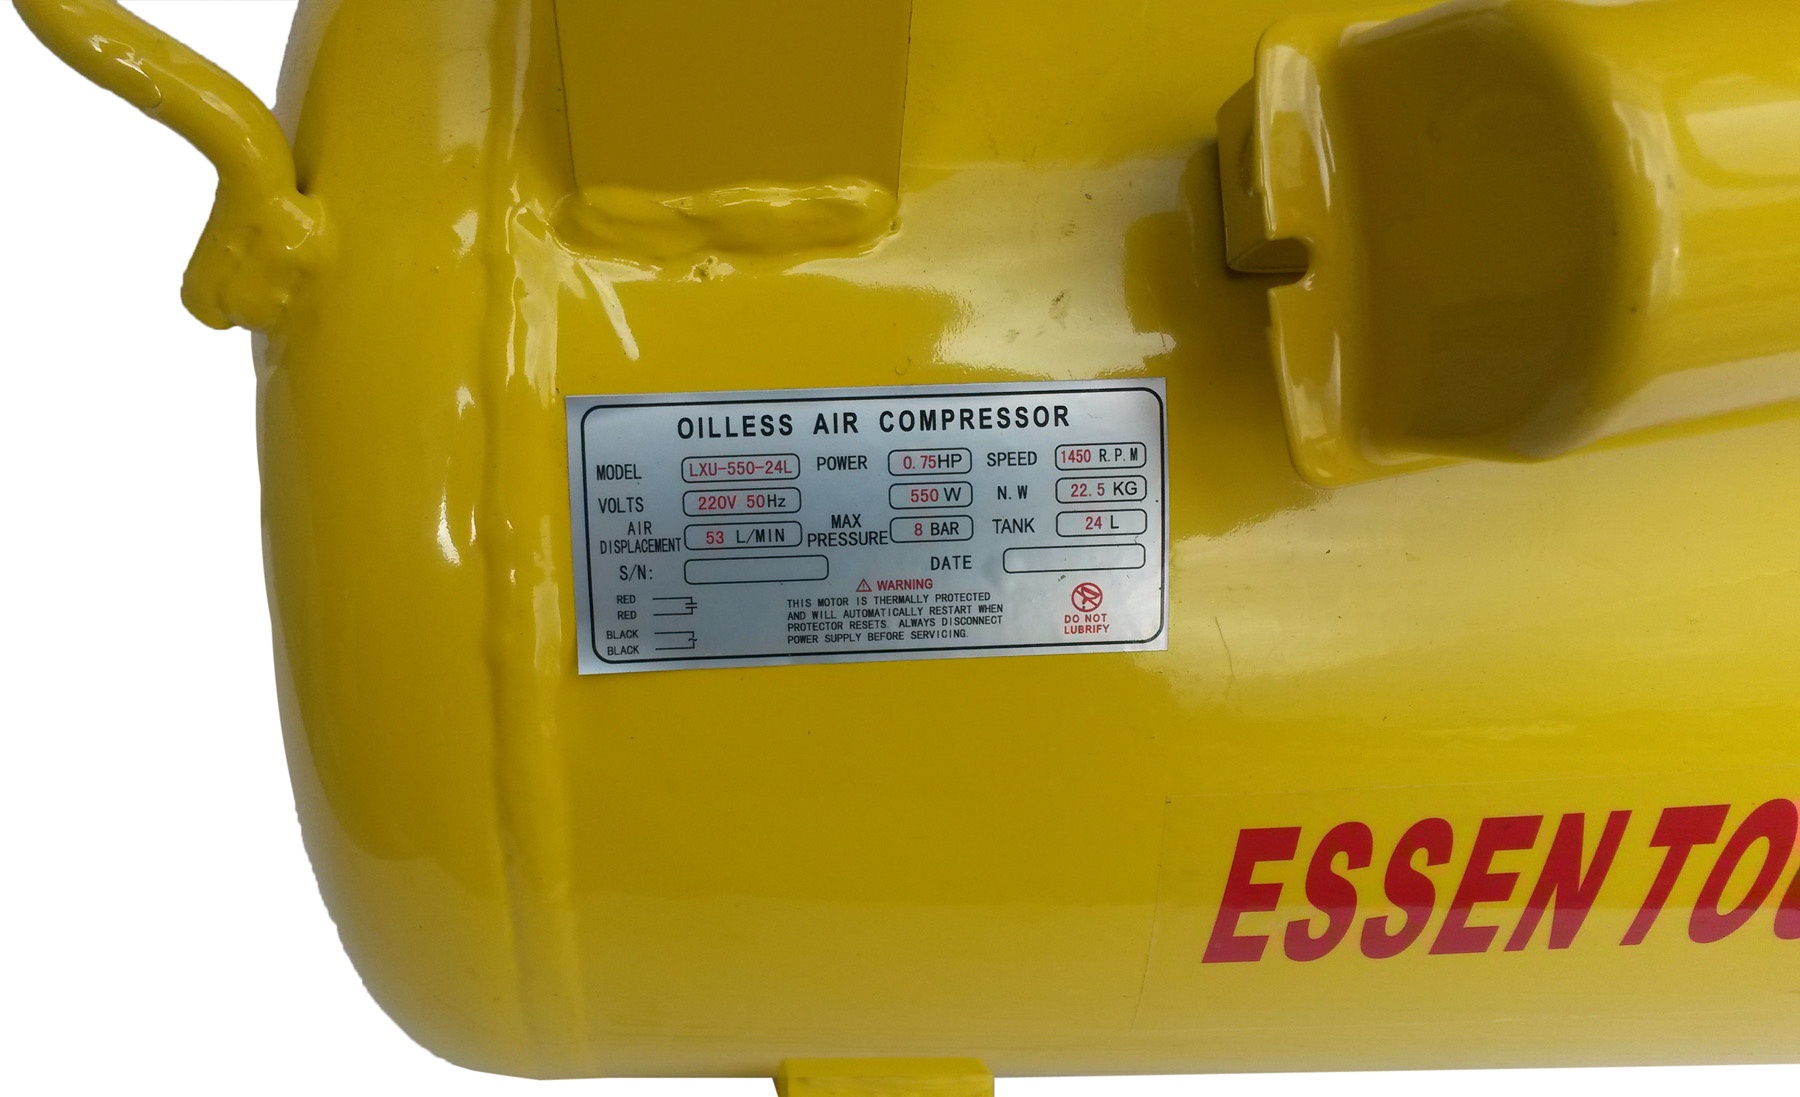 OILLESS AIR COMPRESSOR
MODEL LXU-550-24L POWER 0.75HP SPEED 1450 R.P.M
VOLTS 220V 50Hz 550 W N.W 22.5 KG
AIR DISPLACEMENT 53 L/MIN MAX PRESSURE 8 BAR TANK 24 L
S/N: DATE
RED
RED
BLACK
BLACK
WARNING
THIS MOTOR IS THERMALLY PROTECTED
AND WILL AUTOMATICALLY RESTART WHEN
PROTECTOR RESETS. ALWAYS DISCONNECT
POWER SUPPLY BEFORE SERVICING.
DO NOT
LUBRIFY
ESSEN